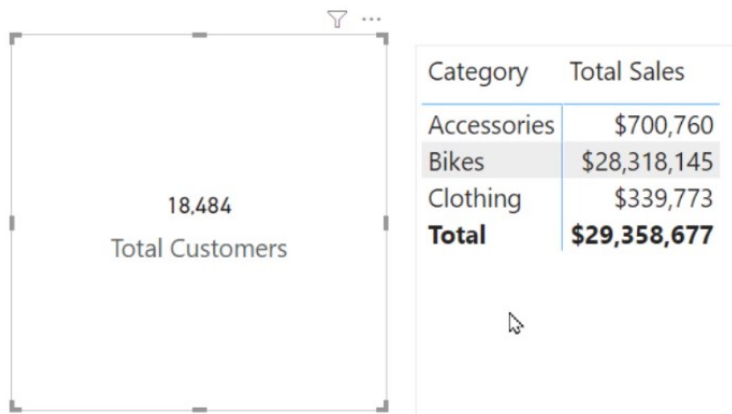 18,484
Total Customers
Category Total Sales
Accessories $700,760
Bikes $28,318,145
Clothing $339,773
Total $29,358,677